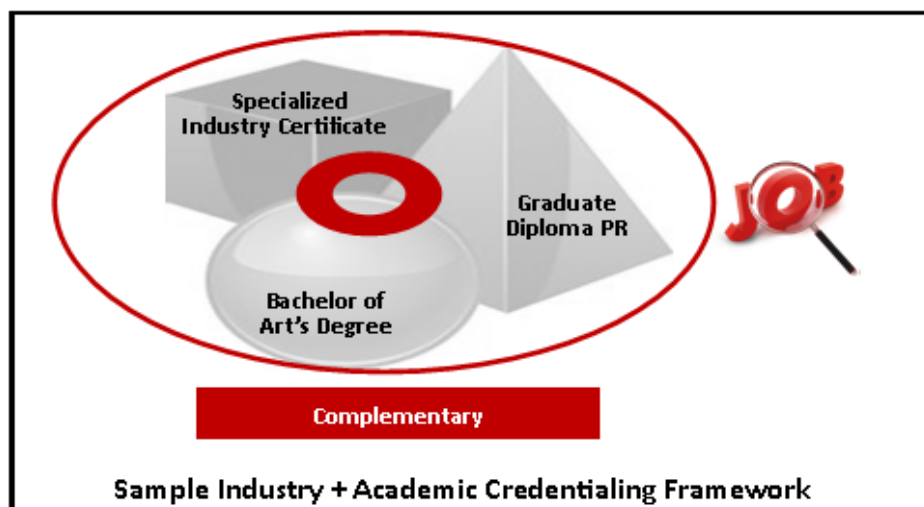 Specialized
Industry Certificate
Graduate
Diploma PR
JOB
Bachelor of
Art's Degree
Complementary
Sample Industry + Academic Credentialing Framework